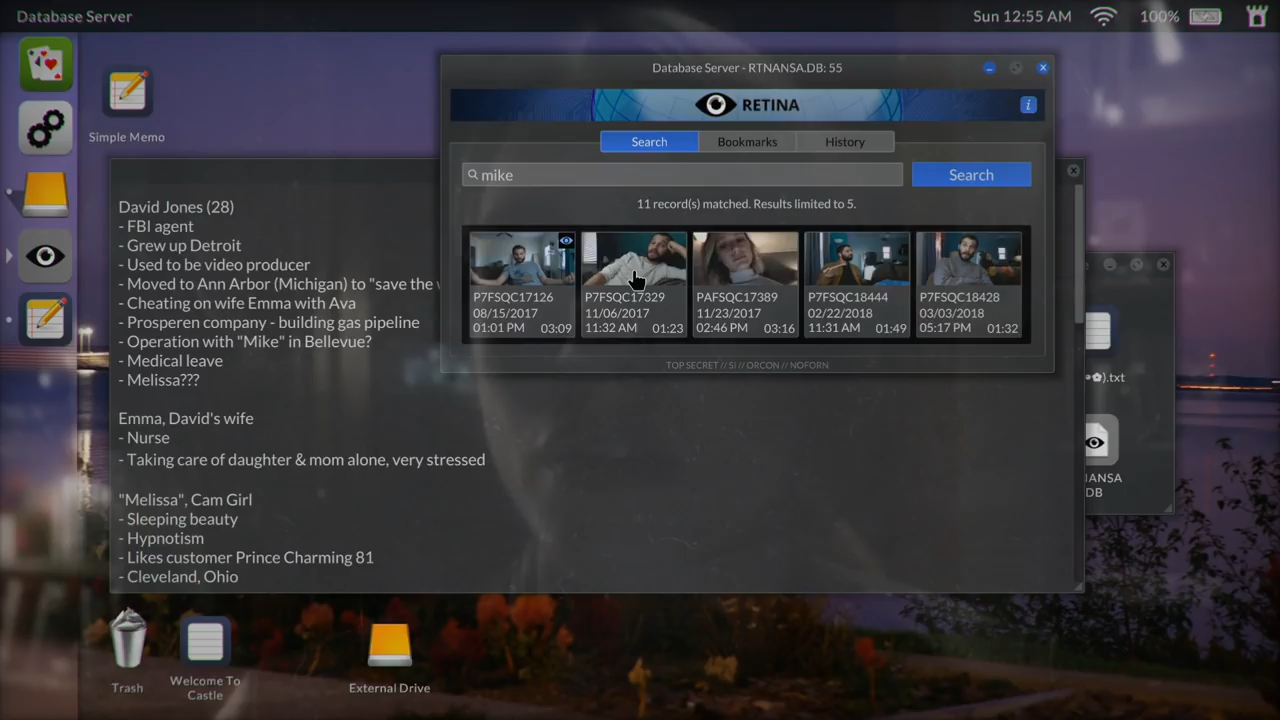 Database Server
Sun 12:55 AM
100%
Simple Memo
Database Server - RTNANSA.DB: 55
RETINA
i
Search
Bookmarks
History
mike
Search
11 record(s) matched. Results limited to 5.
P7FSQC17126
08/15/2017
01:01 PM 03:09
P7FSQC17329
11/06/2017
11:32 AM 01:23
PAFSQC17389
11/23/2017
02:46 PM 03:16
P7FSQC18444
02/22/2018
11:31 AM 01:49
P7FSQC18428
03/03/2018
05:17 PM 01:32
TOP SECRET // SI // ORCON // NOFORN
David Jones (28)
- FBI agent
- Grew up Detroit
- Used to be video producer
- Moved to Ann Arbor (Michigan) to "save the
- Cheating on wife Emma with Ava
- Prosperen company - building gas pipeline
- Operation with "Mike" in Bellevue?
- Medical leave
- Melissa???
Emma, David's wife
- Nurse
- Taking care of daughter & mom alone, very stressed
"Melissa", Cam Girl
- Sleeping beauty
- Hypnotism
- Likes customer Prince Charming 81
- Cleveland, Ohio
✿).txt
ANSA
DB
Trash
Welcome To
Castle
External Drive